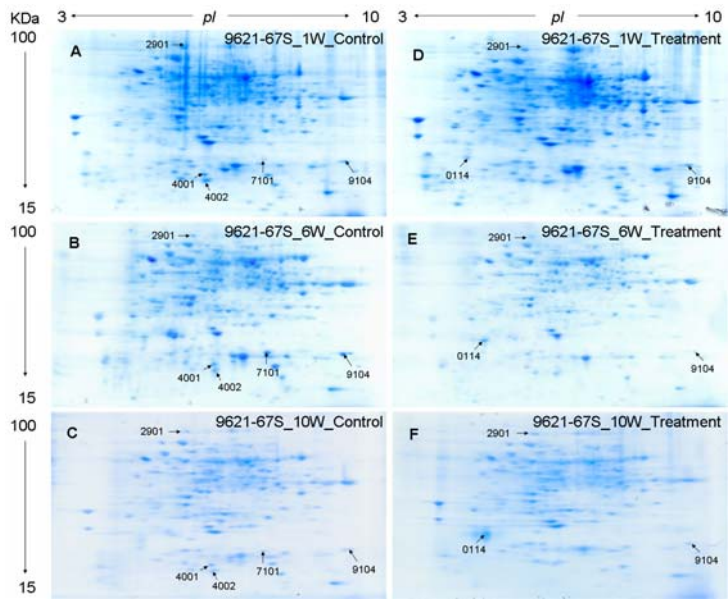 KDa 3 pI 10 3 pI 10
100
A 2901 9621-67S_1W_Control
4001 4002 7101 9104
15
D 2901 9621-67S_1W_Treatment
0114 9104
100
B 2901 9621-67S_6W_Control
4001 4002 7101 9104
15
E 2901 9621-67S_6W_Treatment
0114 9104
100
C 2901 9621-67S_10W_Control
4001 4002 7101 9104
15
F 2901 9621-67S_10W_Treatment
0114 9104